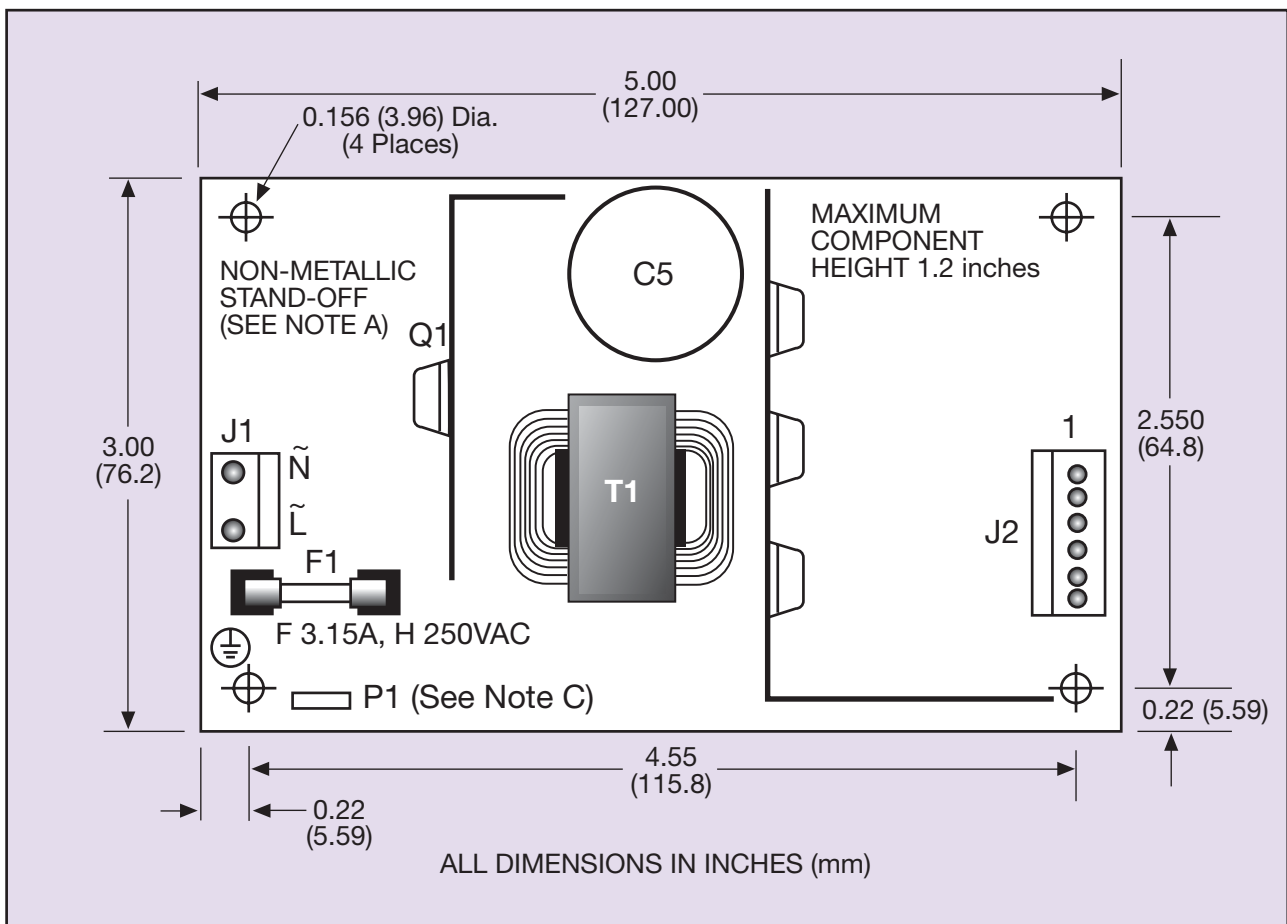 5.00
(127.00)
0.156 (3.96) Dia.
(4 Places)
MAXIMUM
COMPONENT
HEIGHT 1.2 inches
C5
NON-METALLIC
STAND-OFF
(SEE NOTE A)
Q1
3.00
(76.2)
J1
Ñ
L̃
T1
1
J2
2.550
(64.8)
F1
F 3.15A, H 250VAC
P1 (See Note C)
0.22 (5.59)
4.55
(115.8)
0.22
(5.59)
ALL DIMENSIONS IN INCHES (mm)